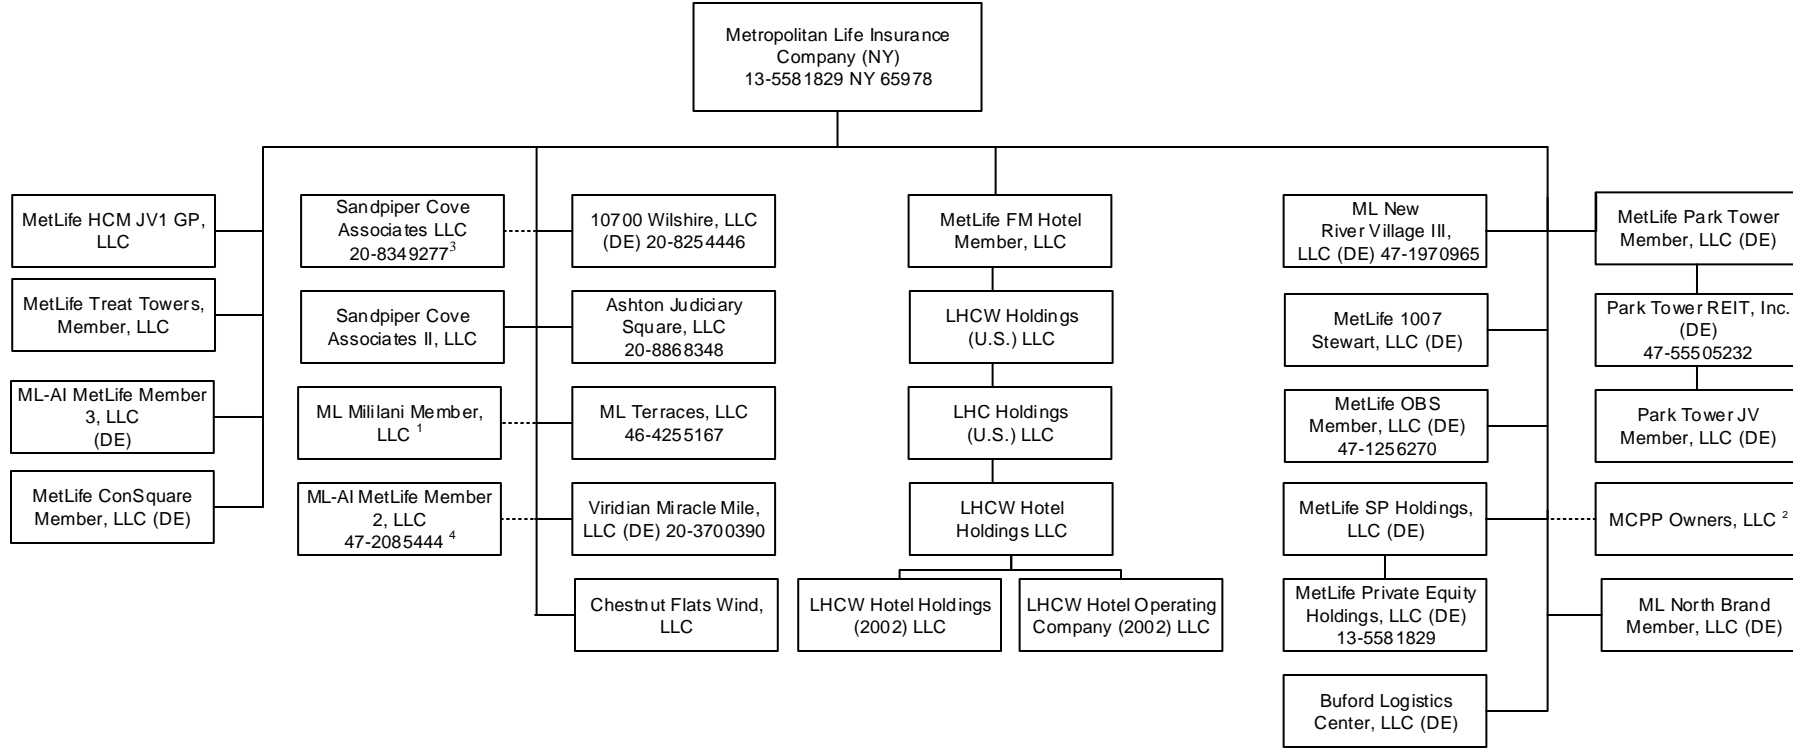 Metropolitan Life Insurance
Company (NY)
13-5581829 NY 65978
MetLife HCM JV1 GP,
LLC
MetLife Treat Towers,
Member, LLC
ML-AI MetLife Member
3, LLC
(DE)
MetLife ConSquare
Member, LLC (DE)
Sandpiper Cove
Associates LLC
20-8349277 3
Sandpiper Cove
Associates II, LLC
ML Mililani Member,
LLC 1
ML-AI MetLife Member
2, LLC
47-2085444 4
10700 Wilshire, LLC
(DE) 20-8254446
Ashton Judiciary
Square, LLC
20-8868348
ML Terraces, LLC
46-4255167
Viridian Miracle Mile,
LLC (DE) 20-3700390
Chestnut Flats Wind,
LLC
MetLife FM Hotel
Member, LLC
LHCW Holdings
(U.S.) LLC
LHC Holdings
(U.S.) LLC
LHCW Hotel
Holdings LLC
LHCW Hotel Holdings
(2002) LLC
LHCW Hotel Operating
Company (2002) LLC
ML New
River Village III,
LLC (DE) 47-1970965
MetLife 1007
Stewart, LLC (DE)
MetLife OBS
Member, LLC (DE)
47-1256270
MetLife SP Holdings,
LLC (DE)
MetLife Private Equity
Holdings, LLC (DE)
13-5581829
Buford Logistics
Center, LLC (DE)
MetLife Park Tower
Member, LLC (DE)
Park Tower REIT, Inc.
(DE)
47-55505232
Park Tower JV
Member, LLC (DE)
MCPP Owners, LLC 2
ML North Brand
Member, LLC (DE)